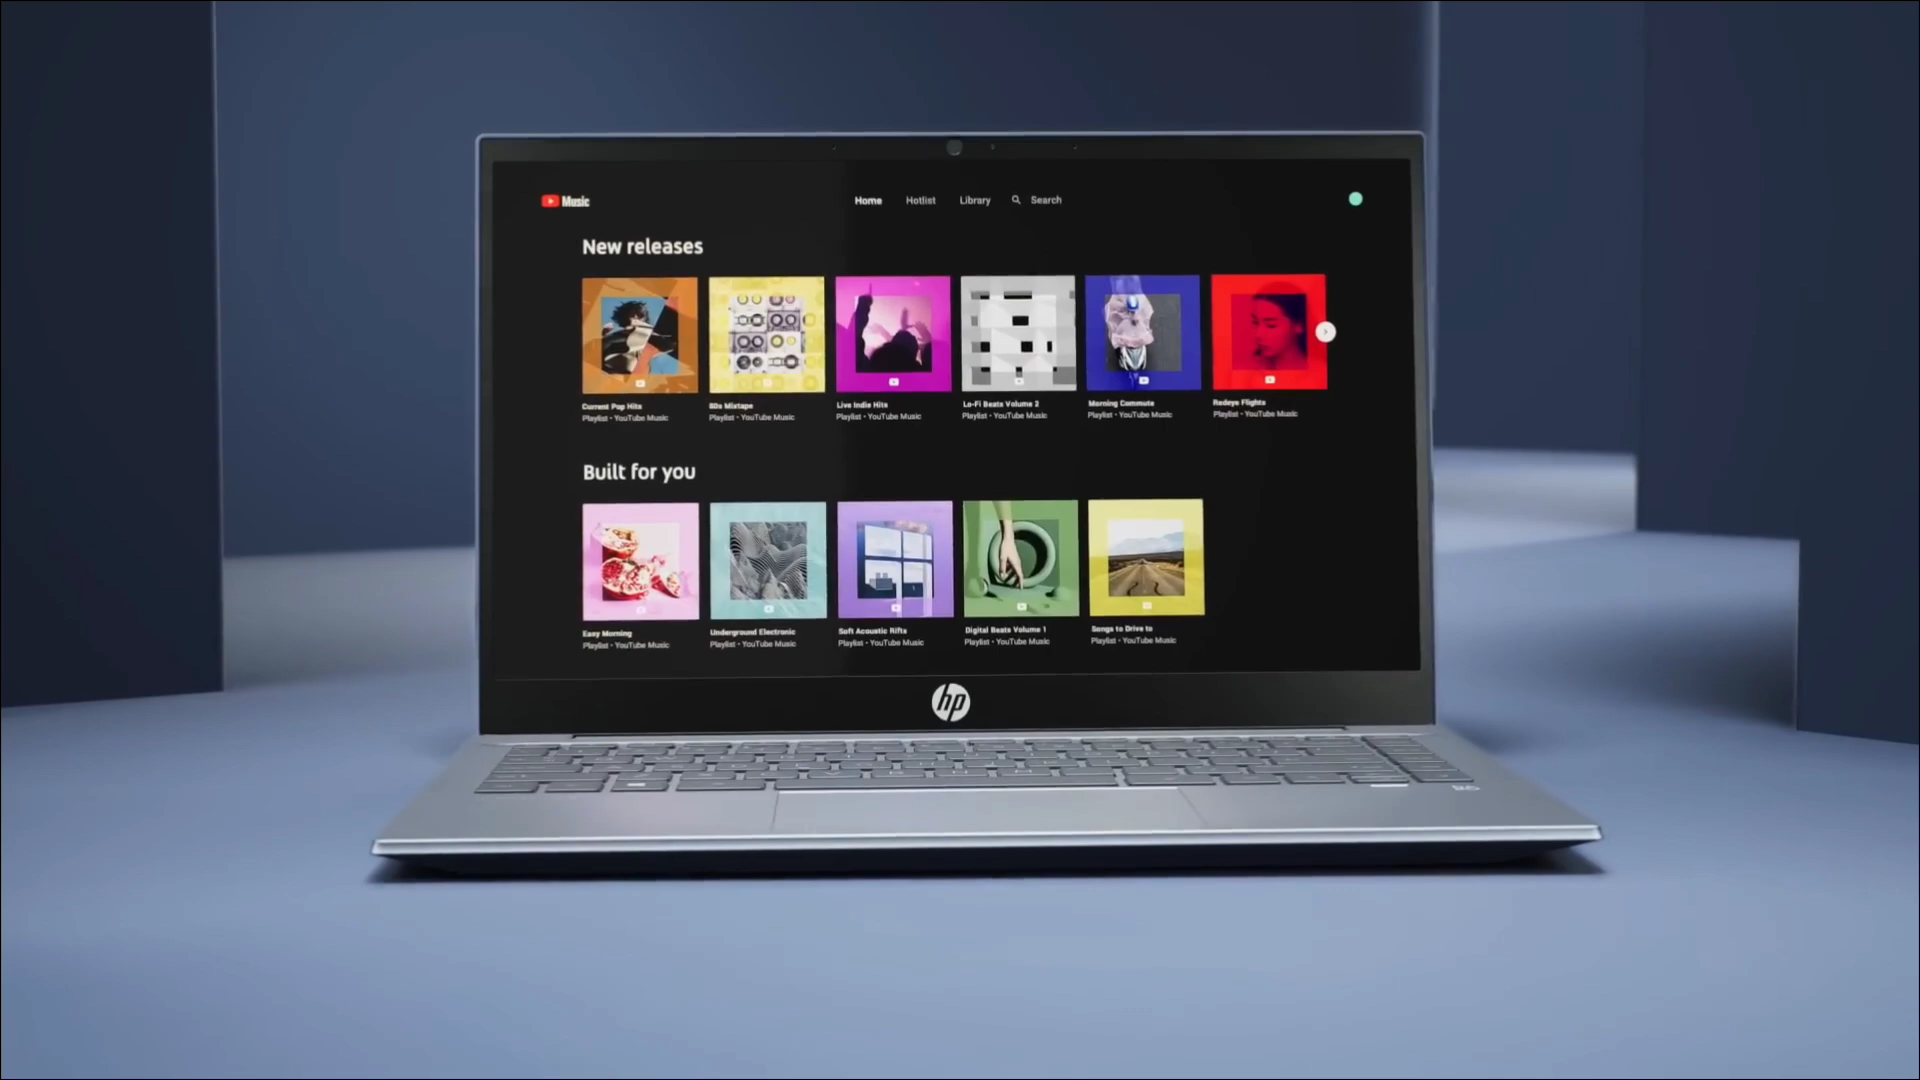 Music
Home Hotlist Library Search
New releases
Current Pop Hits
Playlist • YouTube Music
80s Mixtape
Playlist • YouTube Music
Live Indie Hits
Playlist • YouTube Music
Lo-Fi Beats Volume 2
Playlist • YouTube Music
Morning Commute
Playlist • YouTube Music
Redeye Flights
Playlist • YouTube Music
Built for you
Easy Morning
Playlist • YouTube Music
Underground Electronic
Playlist • YouTube Music
Soft Acoustic Riffs
Playlist • YouTube Music
Digital Beats Volume 1
Playlist • YouTube Music
Songs to Drive to
Playlist • YouTube Music
hp